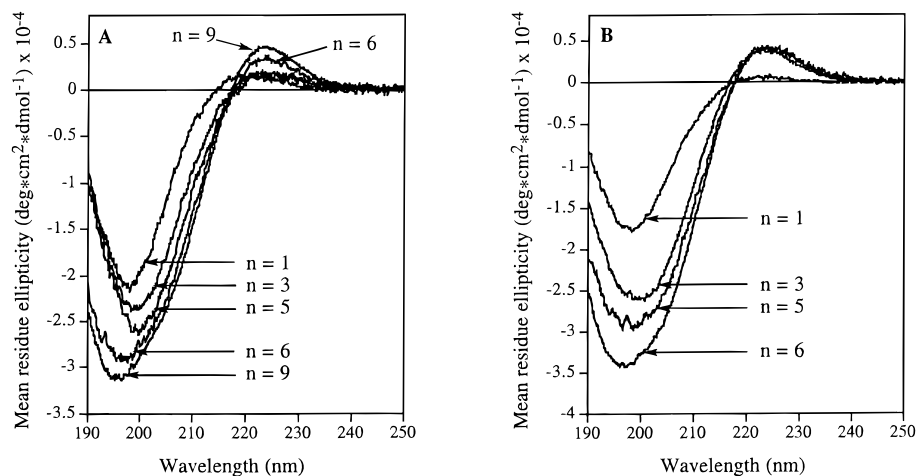 A
n = 9
n = 6
0.5
0
-0.5
-1
-1.5
-2
-2.5
-3
-3.5
n = 1
n = 3
n = 5
n = 6
n = 9
190 200 210 220 230 240 250
Wavelength (nm)
Mean residue ellipticity (deg*cm2*dmol-1) x 10-4
B
0.5
0
-0.5
-1
-1.5
-2
-2.5
-3
-3.5
-4
n = 1
n = 3
n = 5
n = 6
190 200 210 220 230 240 250
Wavelength (nm)
Mean residue ellipticity (deg*cm2*dmol-1) x 10-4